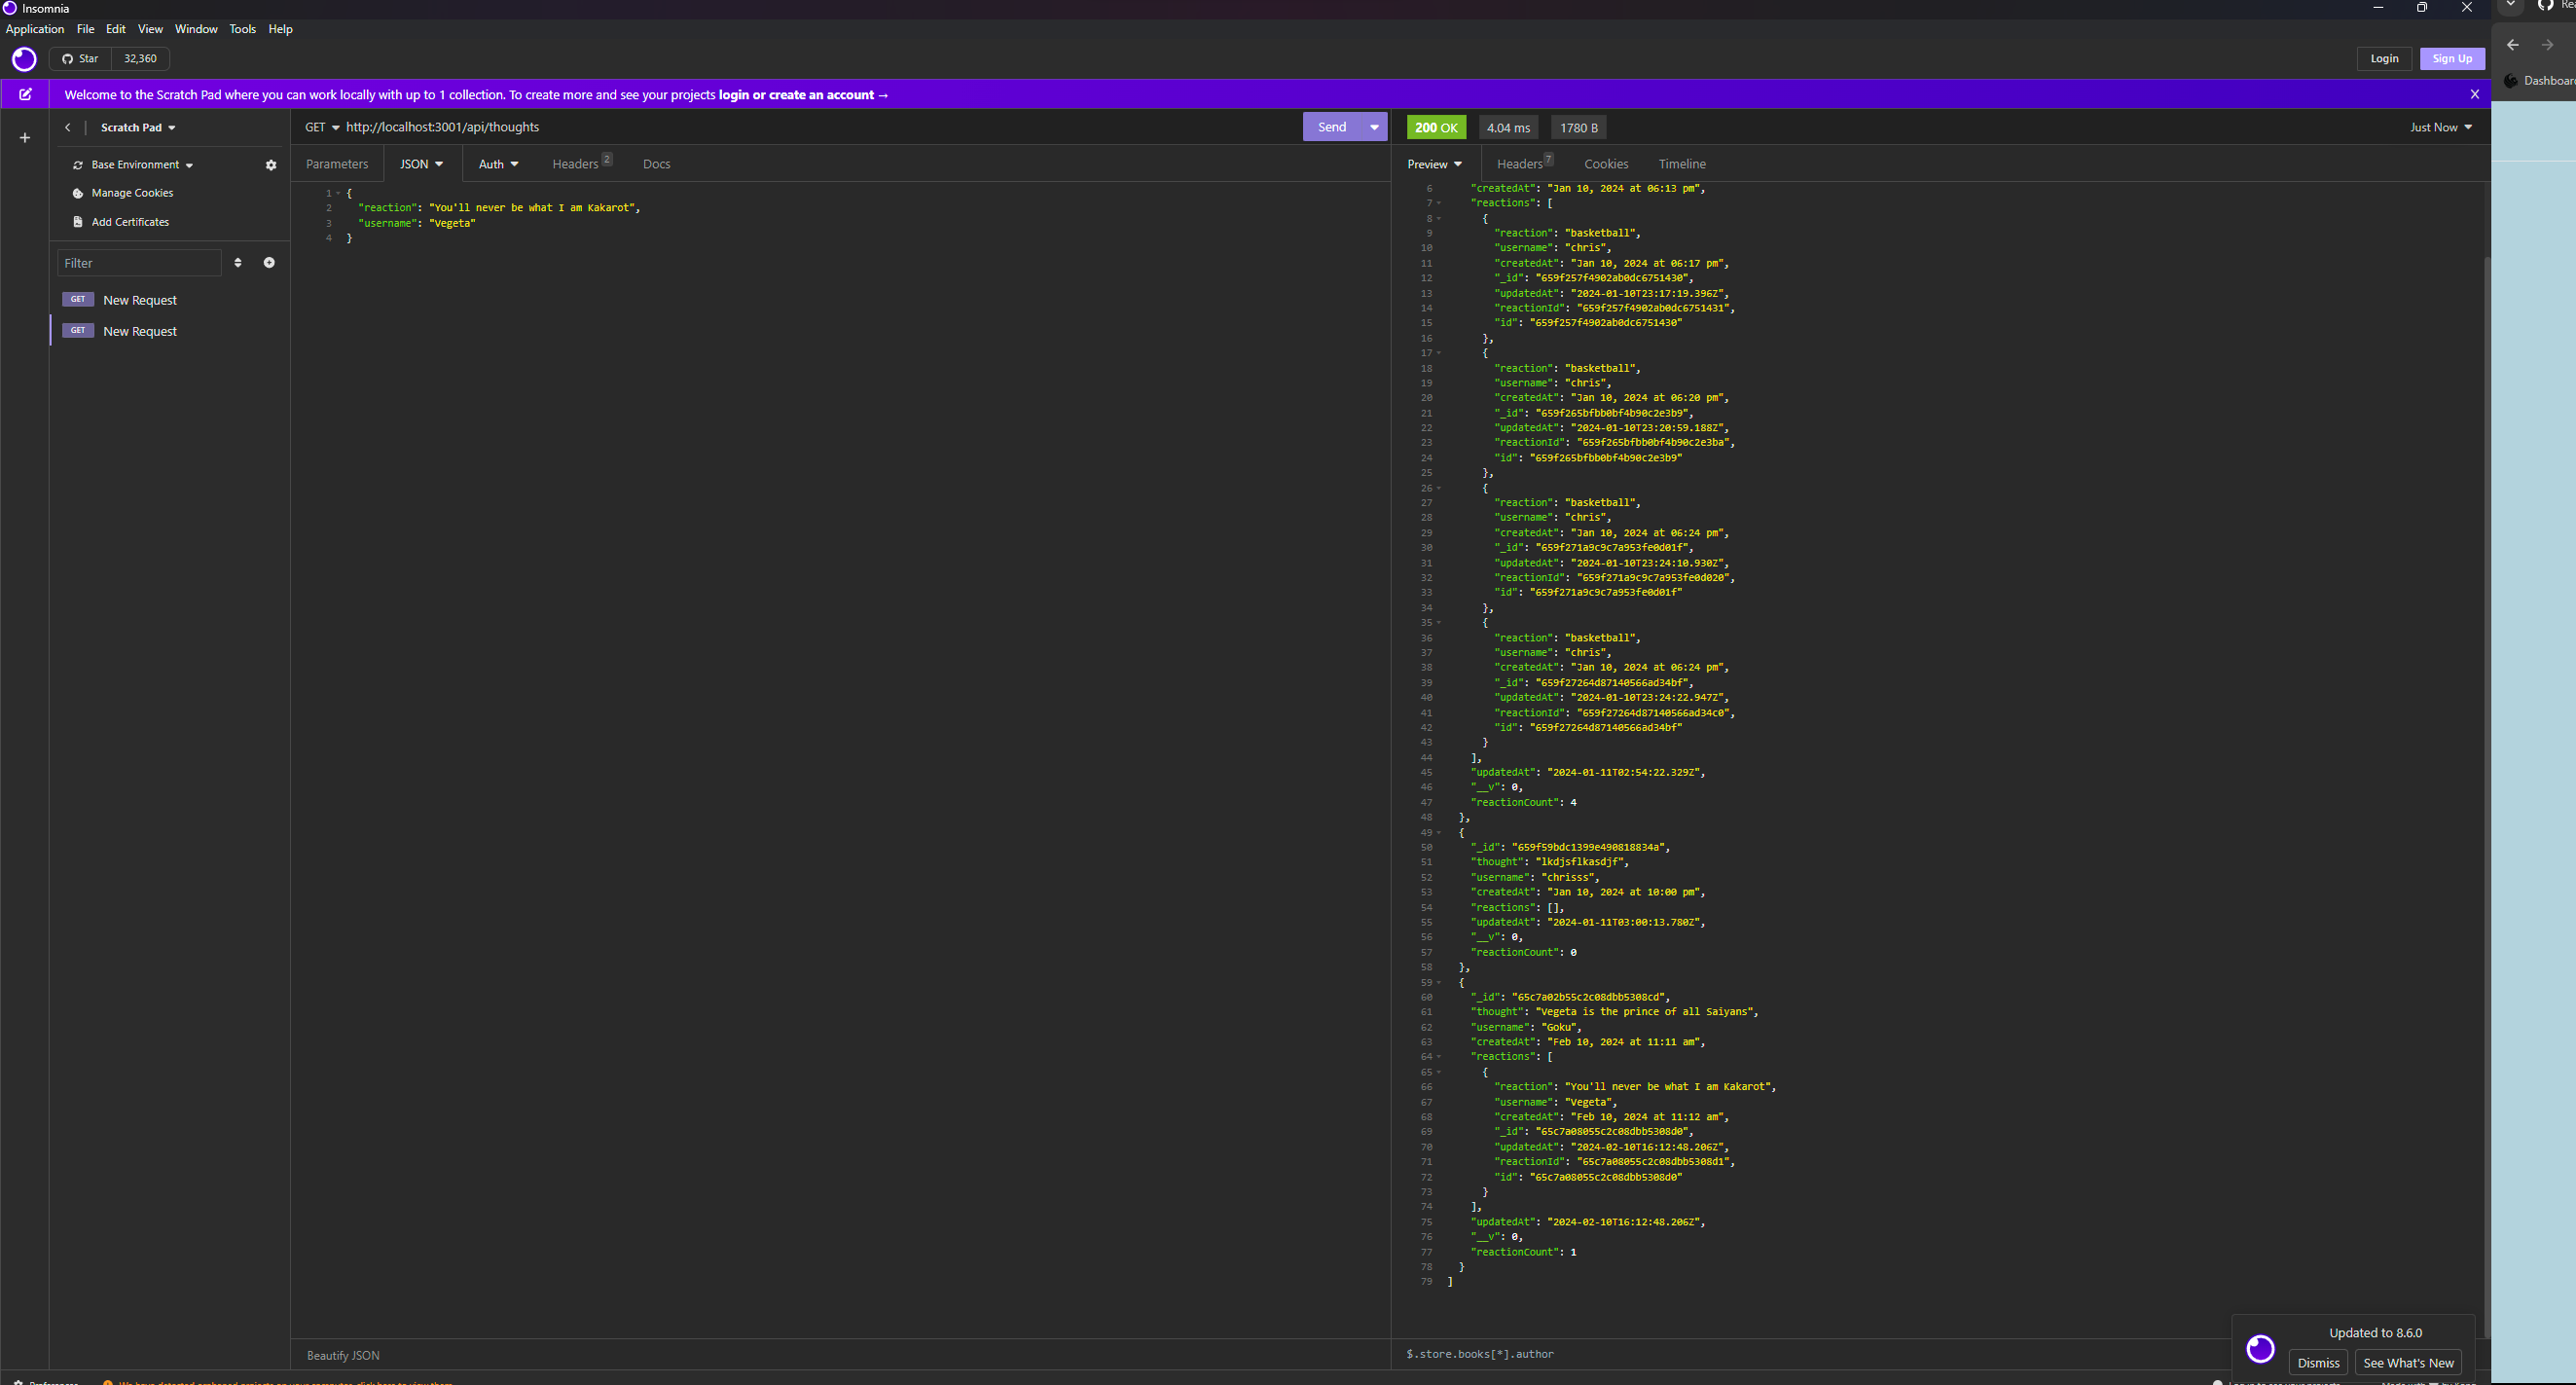 Insomnia
Application File Edit View Window Tools Help
Star 32,360
Login Sign Up
Welcome to the Scratch Pad where you can work locally with up to 1 collection. To create more and see your projects login or create an account →
Scratch Pad
Base Environment
Manage Cookies
Add Certificates
Filter
GET New Request
GET New Request
GET http://localhost:3001/api/thoughts
Send
Parameters JSON Auth Headers 2 Docs
1 {
2 "reaction": "You'll never be what I am Kakarot",
3 "username": "Vegeta"
4 }
Beautify JSON
200 OK 4.04 ms 1780 B
Just Now
Preview Headers 7 Cookies Timeline
6 "createdAt": "Jan 10, 2024 at 06:13 pm",
7 "reactions": [
8 {
9 "reaction": "basketball",
10 "username": "chris",
11 "createdAt": "Jan 10, 2024 at 06:17 pm",
12 "_id": "659f257f4902ab0dc6751430",
13 "updatedAt": "2024-01-10T23:17:19.396Z",
14 "reactionId": "659f257f4902ab0dc6751431",
15 "id": "659f257f4902ab0dc6751430"
16 },
17 {
18 "reaction": "basketball",
19 "username": "chris",
20 "createdAt": "Jan 10, 2024 at 06:20 pm",
21 "_id": "659f265bfbb0bf4b90c2e3b9",
22 "updatedAt": "2024-01-10T23:20:59.188Z",
23 "reactionId": "659f265bfbb0bf4b90c2e3ba",
24 "id": "659f265bfbb0bf4b90c2e3b9"
25 },
26 {
27 "reaction": "basketball",
28 "username": "chris",
29 "createdAt": "Jan 10, 2024 at 06:24 pm",
30 "_id": "659f271a9c9c7a953fe0d01f",
31 "updatedAt": "2024-01-10T23:24:10.930Z",
32 "reactionId": "659f271a9c9c7a953fe0d020",
33 "id": "659f271a9c9c7a953fe0d01f"
34 },
35 {
36 "reaction": "basketball",
37 "username": "chris",
38 "createdAt": "Jan 10, 2024 at 06:24 pm",
39 "_id": "659f27264d87140566ad34bf",
40 "updatedAt": "2024-01-10T23:24:22.947Z",
41 "reactionId": "659f27264d87140566ad34c0",
42 "id": "659f27264d87140566ad34bf"
43 }
44 ],
45 "updatedAt": "2024-01-11T02:54:22.329Z",
46 "__v": 0,
47 "reactionCount": 4
48 },
49 {
50 "_id": "659f59bdc1399e490818834a",
51 "thought": "lkdjsflkasdjf",
52 "username": "chrisss",
53 "createdAt": "Jan 10, 2024 at 10:00 pm",
54 "reactions": [],
55 "updatedAt": "2024-01-11T03:00:13.780Z",
56 "__v": 0,
57 "reactionCount": 0
58 },
59 {
60 "_id": "65c7a02b55c2c08dbb5308cd",
61 "thought": "Vegeta is the prince of all Saiyans",
62 "username": "Goku",
63 "createdAt": "Feb 10, 2024 at 11:11 am",
64 "reactions": [
65 {
66 "reaction": "You'll never be what I am Kakarot",
67 "username": "Vegeta",
68 "createdAt": "Feb 10, 2024 at 11:12 am",
69 "_id": "65c7a08055c2c08dbb5308d0",
70 "updatedAt": "2024-02-10T16:12:48.206Z",
71 "reactionId": "65c7a08055c2c08dbb5308d1",
72 "id": "65c7a08055c2c08dbb5308d0"
73 }
74 ],
75 "updatedAt": "2024-02-10T16:12:48.206Z",
76 "__v": 0,
77 "reactionCount": 1
78 }
79 ]
$.store.books[*].author
Updated to 8.6.0
Dismiss See What's New